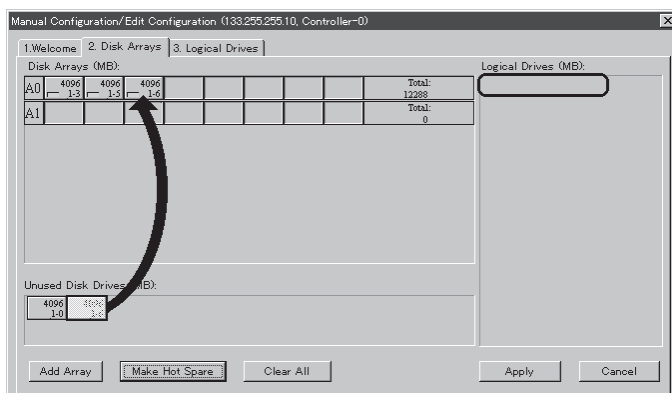 Manual Configuration/Edit Configuration (133.255.255.10, Controller-0)
1.Welcome 2. Disk Arrays 3. Logical Drives
Disk Arrays (MB):
Logical Drives (MB):
A0 4096 1-3 4096 1-5 4096 1-6 Total: 12288
A1 Total: 0
Unused Disk Drives (MB):
4096 1-0 4096
Add Array Make Hot Spare Clear All Apply Cancel